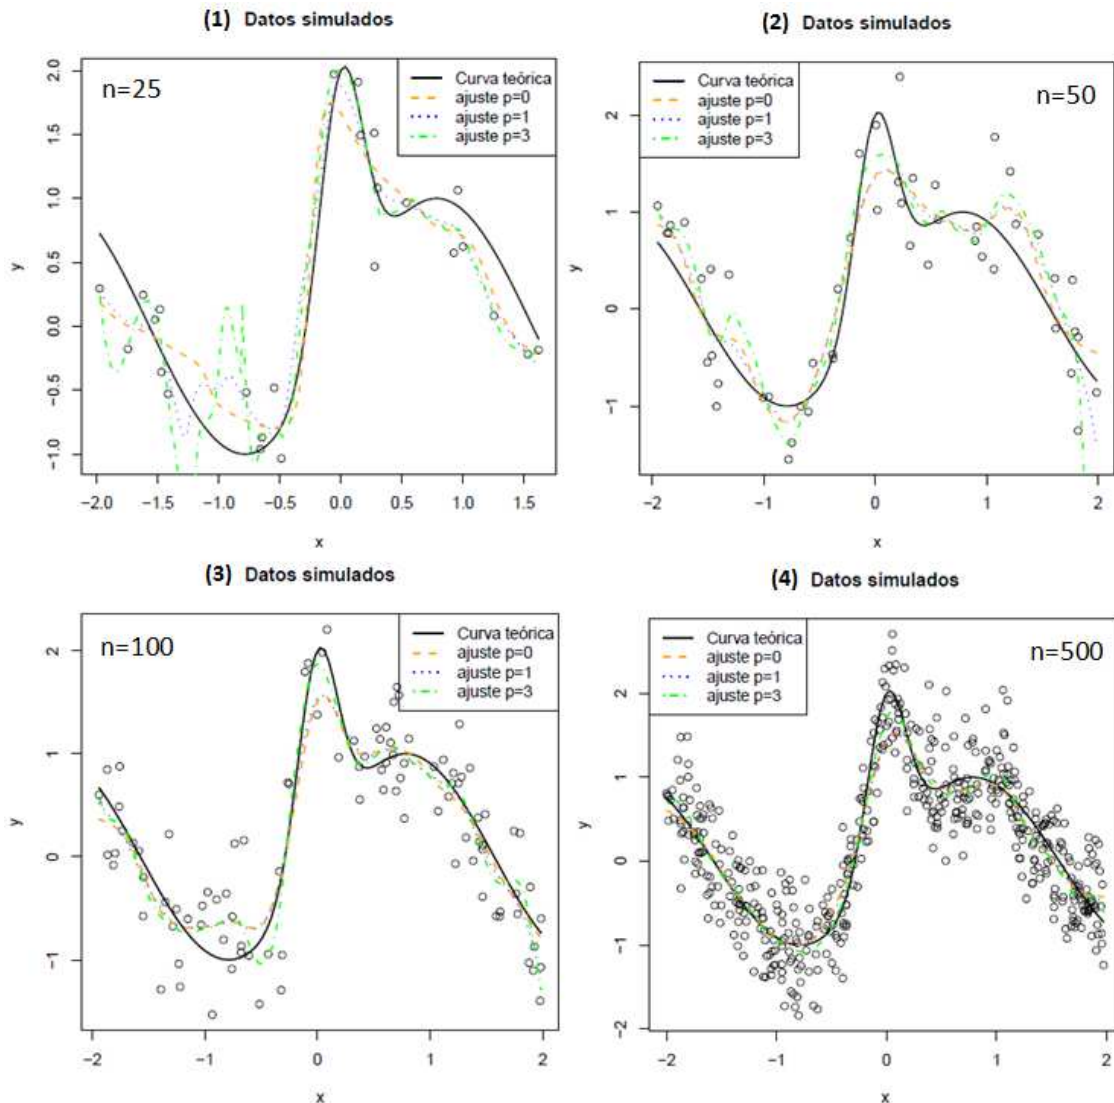 (1) Datos simulados
n=25
Curva teórica
ajuste p=0
ajuste p=1
ajuste p=3
2.0
1.5
1.0
0.5
0.0
−0.5
−1.0
y
−2.0 −1.5 −1.0 −0.5 0.0 0.5 1.0 1.5
x
(2) Datos simulados
Curva teórica
ajuste p=0
ajuste p=1
ajuste p=3
n=50
2
1
0
−1
y
−2 −1 0 1 2
x
(3) Datos simulados
n=100
Curva teórica
ajuste p=0
ajuste p=1
ajuste p=3
2
1
0
−1
y
−2 −1 0 1 2
x
(4) Datos simulados
Curva teórica
ajuste p=0
ajuste p=1
ajuste p=3
n=500
2
1
0
−1
−2
y
−2 −1 0 1 2
x